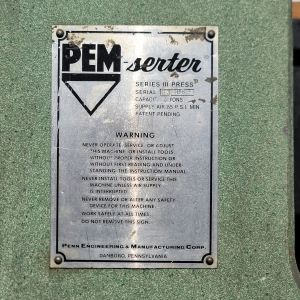 PEM-serter
SERIES III PRESS
SERIAL
CAPACITY TONS
SUPPLY AIR 85 P.S.I. MIN.
PATENT PENDING
WARNING
NEVER OPERATE, SERVICE OR ADJUST
THIS MACHINE OR INSTALL TOOLS
WITHOUT PROPER INSTRUCTION OR
WITHOUT FIRST READING AND UNDER-
STANDING THE INSTRUCTION MANUAL
NEVER INSTALL TOOLS OR SERVICE THIS
MACHINE UNLESS AIR SUPPLY
IS INTERRUPTED.
NEVER REMOVE OR ALTER ANY SAFETY
DEVICE FOR THIS MACHINE
WORK SAFELY AT ALL TIMES.
DO NOT REMOVE THIS SIGN.
PENN ENGINEERING & MANUFACTURING CORP.
DANBORO, PENNSYLVANIA